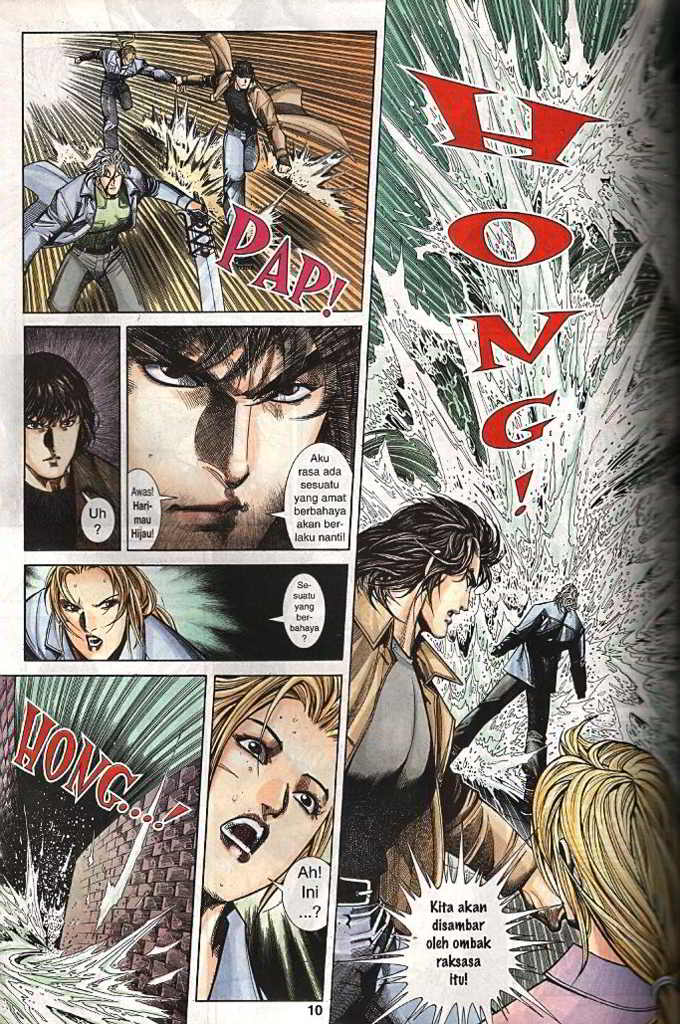 PAP!
Uh
?
Awas!
Hari-
mau
Hijau!
Aku
rasa ada
sesuatu
yang amat
berbahaya
akan ber-
laku nanti!
Se-
suatu
yang
ber-
bahaya
?
HONG...!
Ah!
Ini
...?
HONG!
Kita akan
disambar
oleh ombak
raksasa
itu!
10